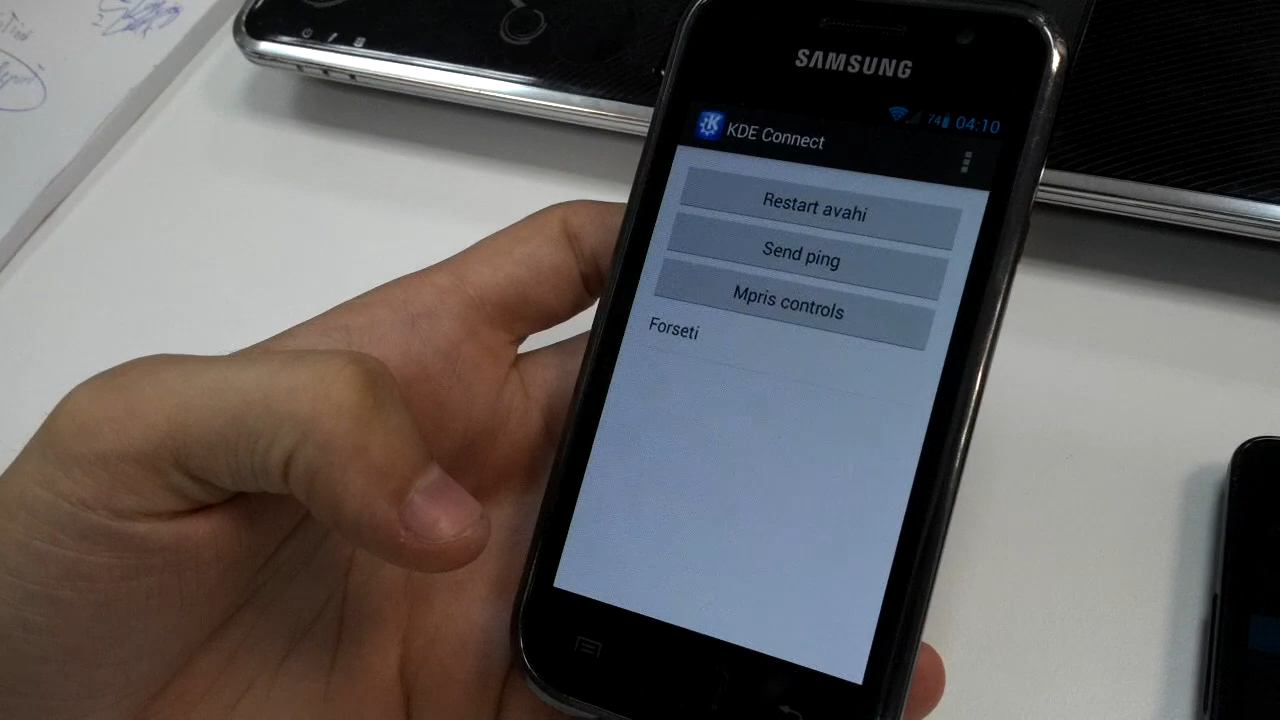 SAMSUNG
74 04:10
KDE Connect
Restart avahi
Send ping
Mpris controls
Forseti